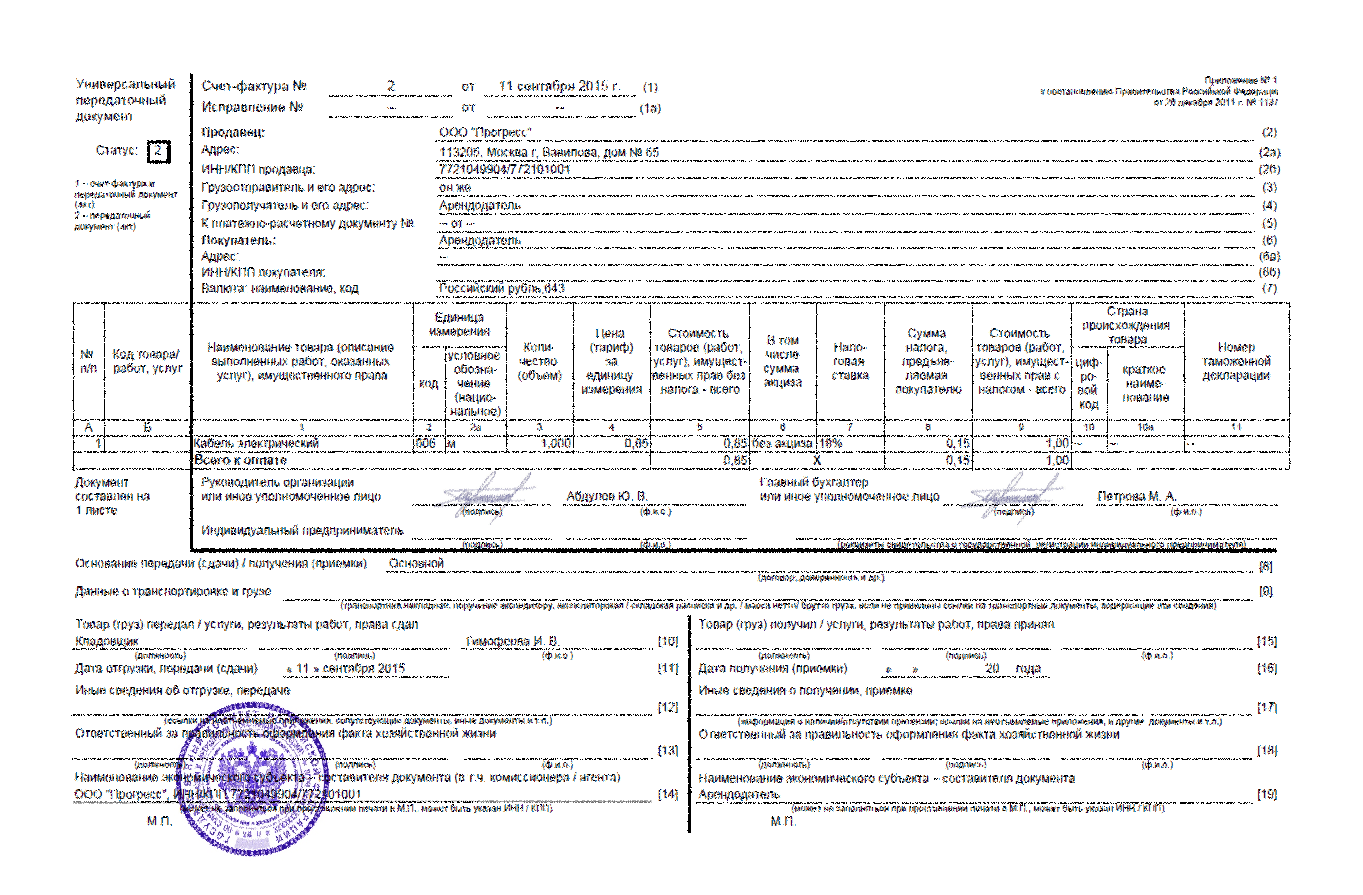 Универсальный
передаточный
документ
Статус: 2
1 – счет-фактура и
передаточный документ
(акт)
2 – передаточный
документ (акт)
Счет-фактура № 2 от 11 сентября 2015 г. (1)
Исправление № -- от -- (1а)
Приложение № 1
к постановлению Правительства Российской Федерации
от 26 декабря 2011 г. № 1137
Продавец: ООО "Прогресс" (2)
Адрес: Москва г, Вавилова, дом № 65 (2а)
ИНН/КПП продавца: 7721049904/772101001 (2б)
Грузоотправитель и его адрес: он же (3)
Грузополучатель и его адрес: Арендодатель (4)
К платежно-расчетному документу № -- от -- (5)
Покупатель: Арендодатель (6)
Адрес: -- (6а)
ИНН/КПП покупателя: (6б)
Валюта: наименование, код Российский рубль,643 (7)
№ п/п
Код товара/ работ, услуг
Наименование товара (описание выполненных работ, оказанных услуг), имущественного права
Единица измерения
код
условное обозна- чение (нацио- нальное)
Коли- чество (объем)
Цена (тариф) за единицу измерения
Стоимость товаров (работ, услуг), имущест- венных прав без налога - всего
В том числе сумма акциза
Нало- говая ставка
Сумма налога, предъяв- ляемая покупателю
Стоимость товаров (работ, услуг), имущест- венных прав с налогом - всего
Страна происхождения товара
циф- ро- вой код
краткое наиме- нование
Номер таможенной декларации
А Б 1 2 2а 3 4 5 6 7 8 9 10 10а 11
1 Кабель электрический 006 м 1,000 0,85 0,85 без акциза 18% 0,15 1,00 -- -- --
Всего к оплате 0,85 Х 0,15 1,00
Документ
составлен на
1 листе
Руководитель организации
или иное уполномоченное лицо Абдулов Ю. В.
(подпись) (ф.и.о.)
Главный бухгалтер
или иное уполномоченное лицо Петрова М. А.
(подпись) (ф.и.о.)
Индивидуальный предприниматель
(подпись) (ф.и.о.) (реквизиты свидетельства о государственной регистрации индивидуального предпринимателя)
Основание передачи (сдачи) / получения (приемки) Основной [8]
(договор; доверенность и др.)
Данные о транспортировке и грузе [9]
(транспортная накладная, поручение экспедитору, экспедиторская / складская расписка и др. / масса нетто/ брутто груза, если не приведены ссылки на транспортные документы, содержащие эти сведения)
Товар (груз) передал / услуги, результаты работ, права сдал
Кладовщик Тимофеева И. В. [10]
(должность) (подпись) (ф.и.о.)
Дата отгрузки, передачи (сдачи) « 11 » сентября 2015 [11]
Иные сведения об отгрузке, передаче
[12]
(ссылки на неотъемлемые приложения, сопутствующие документы, иные документы и т.п.)
Ответственный за правильность оформления факта хозяйственной жизни
[13]
(должность) (подпись) (ф.и.о.)
Наименование экономического субъекта – составителя документа (в т.ч. комиссионера / агента)
ООО "Прогресс", ИНН/КПП 7721049904/772101001 [14]
(может не заполняться при проставлении печати в М.П., может быть указан ИНН / КПП)
М.П.
Товар (груз) получил / услуги, результаты работ, права принял
[15]
(должность) (подпись) (ф.и.о.)
Дата получения (приемки) « » 20 года [16]
Иные сведения о получении, приемке
[17]
(информация о наличии/отсутствии претензии; ссылки на неотъемлемые приложения, и другие документы и т.п.)
Ответственный за правильность оформления факта хозяйственной жизни
[18]
(должность) (подпись) (ф.и.о.)
Наименование экономического субъекта – составителя документа
Арендодатель [19]
(может не заполняться при проставлении печати в М.П., может быть указан ИНН / КПП)
М.П.